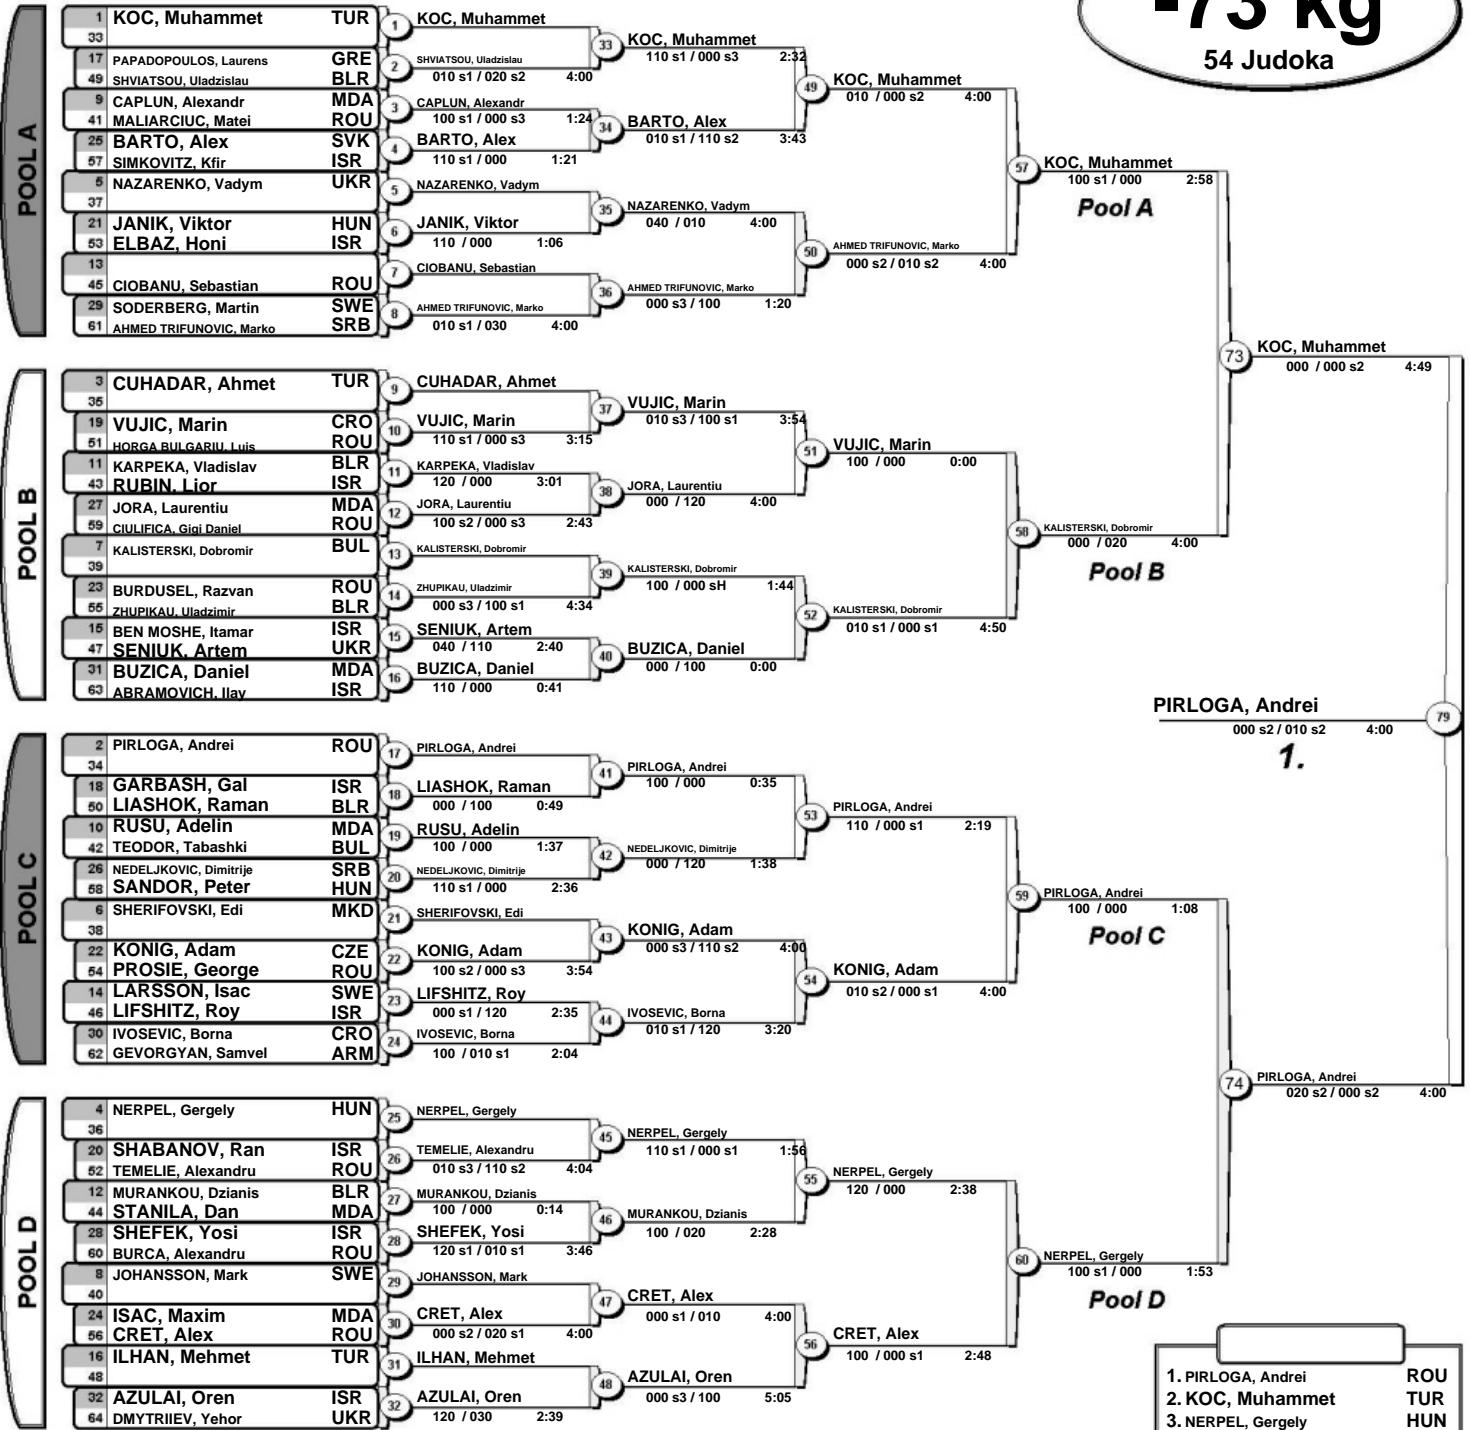 -73 kg
54 Judoka
POOL A
1 KOC, Muhammet TUR
33
17 PAPADOPOULOS, Laurens GRE
49 SHVIATSOU, Uladzislau BLR
9 CAPLUN, Alexandr MDA
41 MALIARCIUC, Matei ROU
25 BARTO, Alex SVK
57 SIMKOVITZ, Kfir ISR
5 NAZARENKO, Vadym UKR
37
21 JANIK, Viktor HUN
53 ELBAZ, Honi ISR
13
45 CIOBANU, Sebastian ROU
29 SODERBERG, Martin SWE
61 AHMED TRIFUNOVIC, Marko SRB
1 KOC, Muhammet
2 SHVIATSOU, Uladzislau
010 s1 / 020 s2 4:00
3 CAPLUN, Alexandr
100 s1 / 000 s3 1:24
4 BARTO, Alex
110 s1 / 000 1:21
5 NAZARENKO, Vadym
6 JANIK, Viktor
110 / 000 1:06
7 CIOBANU, Sebastian
8 AHMED TRIFUNOVIC, Marko
010 s1 / 030 4:00
33 KOC, Muhammet
110 s1 / 000 s3 2:32
34 BARTO, Alex
010 s1 / 110 s2 3:43
35 NAZARENKO, Vadym
040 / 010 4:00
36 AHMED TRIFUNOVIC, Marko
000 s3 / 100 1:20
49 KOC, Muhammet
010 / 000 s2 4:00
50 AHMED TRIFUNOVIC, Marko
000 s2 / 010 s2 4:00
57 KOC, Muhammet
100 s1 / 000 2:58
Pool A
POOL B
3 CUHADAR, Ahmet TUR
35
19 VUJIC, Marin CRO
51 HORGA BULGARIU, Luis ROU
11 KARPEKA, Vladislav BLR
43 RUBIN, Lior ISR
27 JORA, Laurentiu MDA
59 CIULIFICA, Gigi Daniel ROU
7 KALISTERSKI, Dobromir BUL
39
23 BURDUSEL, Razvan ROU
55 ZHUPIKAU, Uladzimir BLR
15 BEN MOSHE, Itamar ISR
47 SENIUK, Artem UKR
31 BUZICA, Daniel MDA
63 ABRAMOVICH, Ilay ISR
9 CUHADAR, Ahmet
10 VUJIC, Marin
110 s1 / 000 s3 3:15
11 KARPEKA, Vladislav
120 / 000 3:01
12 JORA, Laurentiu
100 s2 / 000 s3 2:43
13 KALISTERSKI, Dobromir
14 ZHUPIKAU, Uladzimir
000 s3 / 100 s1 4:34
15 SENIUK, Artem
040 / 110 2:40
16 BUZICA, Daniel
110 / 000 0:41
37 VUJIC, Marin
010 s3 / 100 s1 3:54
38 JORA, Laurentiu
000 / 120 4:00
39 KALISTERSKI, Dobromir
100 / 000 sH 1:44
40 BUZICA, Daniel
000 / 100 0:00
51 VUJIC, Marin
100 / 000 0:00
52 KALISTERSKI, Dobromir
010 s1 / 000 s1 4:50
58 KALISTERSKI, Dobromir
000 / 020 4:00
Pool B
73 KOC, Muhammet
000 / 000 s2 4:49
PIRLOGA, Andrei
79
000 s2 / 010 s2 4:00
1.
POOL C
2 PIRLOGA, Andrei ROU
34
18 GARBASH, Gal ISR
50 LIASHOK, Raman BLR
10 RUSU, Adelin MDA
42 TEODOR, Tabashki BUL
26 NEDELJKOVIC, Dimitrije SRB
58 SANDOR, Peter HUN
6 SHERIFOVSKI, Edi MKD
38
22 KONIG, Adam CZE
54 PROSIE, George ROU
14 LARSSON, Isac SWE
46 LIFSHITZ, Roy ISR
30 IVOSEVIC, Borna CRO
62 GEVORGYAN, Samvel ARM
17 PIRLOGA, Andrei
18 LIASHOK, Raman
000 / 100 0:49
19 RUSU, Adelin
100 / 000 1:37
20 NEDELJKOVIC, Dimitrije
110 s1 / 000 2:36
21 SHERIFOVSKI, Edi
22 KONIG, Adam
100 s2 / 000 s3 3:54
23 LIFSHITZ, Roy
000 s1 / 120 2:35
24 IVOSEVIC, Borna
100 / 010 s1 2:04
41 PIRLOGA, Andrei
100 / 000 0:35
42 NEDELJKOVIC, Dimitrije
000 / 120 1:38
43 KONIG, Adam
000 s3 / 110 s2 4:00
44 IVOSEVIC, Borna
010 s1 / 120 3:20
53 PIRLOGA, Andrei
110 / 000 s1 2:19
54 KONIG, Adam
010 s2 / 000 s1 4:00
59 PIRLOGA, Andrei
100 / 000 1:08
Pool C
74 PIRLOGA, Andrei
020 s2 / 000 s2 4:00
POOL D
4 NERPEL, Gergely HUN
36
20 SHABANOV, Ran ISR
52 TEMELIE, Alexandru ROU
12 MURANKOU, Dzianis BLR
44 STANILA, Dan MDA
28 SHEFEK, Yosi ISR
60 BURCA, Alexandru ROU
8 JOHANSSON, Mark SWE
40
24 ISAC, Maxim MDA
56 CRET, Alex ROU
16 ILHAN, Mehmet TUR
48
32 AZULAI, Oren ISR
64 DMYTRIIEV, Yehor UKR
25 NERPEL, Gergely
26 TEMELIE, Alexandru
010 s3 / 110 s2 4:04
27 MURANKOU, Dzianis
100 / 000 0:14
28 SHEFEK, Yosi
120 s1 / 010 s1 3:46
29 JOHANSSON, Mark
30 CRET, Alex
000 s2 / 020 s1 4:00
31 ILHAN, Mehmet
32 AZULAI, Oren
120 / 030 2:39
45 NERPEL, Gergely
110 s1 / 000 s1 1:56
46 MURANKOU, Dzianis
100 / 020 2:28
47 CRET, Alex
000 s1 / 010 4:00
48 AZULAI, Oren
000 s3 / 100 5:05
55 NERPEL, Gergely
120 / 000 2:38
56 CRET, Alex
100 / 000 s1 2:48
60 NERPEL, Gergely
100 s1 / 000 1:53
Pool D
1. PIRLOGA, Andrei ROU
2. KOC, Muhammet TUR
3. NERPEL, Gergely HUN